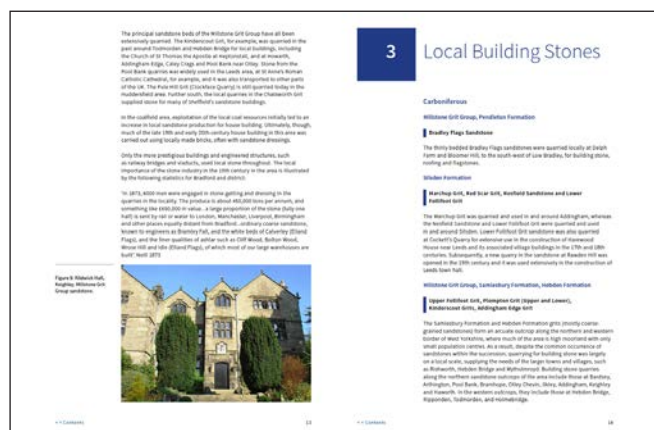 The principal sandstone beds of the Millstone Grit Group have all been
extensively quarried. The Kinderscout Grit, for example, was quarried in the
past around Todmorden and Hebden Bridge for local buildings, including
the Church of St Thomas the Apostle at Heptonstall, and at Howarth,
Addingham Edge, Caley Crags and Pool Bank near Otley. Stone from the
Pool Bank quarries was widely used in the Leeds area, at St Anne's Roman
Catholic Cathedral, for example, and it was also transported to other parts
of the UK. The Pule Hill Grit (Clockface Quarry) is still quarried today in the
Huddersfield area. Further south, the local quarries in the Chatsworth Grit
supplied stone for many of Sheffield's sandstone buildings.
In the coalfield area, exploitation of the local coal resources initially led to an
increase in local sandstone production for house building. Ultimately, though,
much of the late 19th and early 20th century house building in this area was
carried out using locally made bricks, often with sandstone dressings.
Only the more prestigious buildings and engineered structures, such
as railway bridges and viaducts, used local stone throughout. The local
importance of the stone industry in the 19th century in the area is illustrated
by the following statistics for Bradford and district.
'In 1873, 6000 men were engaged in stone getting and dressing in the
quarries in the locality. The produce is about 450,000 tons per annum, and
something like £600,000 in value.. a large proportion of the stone (fully one
half) is sent by rail or water to London, Manchester, Liverpool, Birmingham
and other places equally distant from Bradford.. ordinary coarse sandstone,
known to engineers as Bramley Fall, and the white beds of Calverley (Elland
Flags), and the finer qualities of ashlar such as Cliff Wood, Bolton Wood,
Wrose Hill and Idle (Elland Flags), of which most of our large warehouses are
built'
Figure 8: Riddlesden Hall,
Keighley. Millstone Grit
Group sandstone.
<< Contents
13
3
Local Building Stones
Carboniferous
Millstone Grit Group, Pendleton Formation
Bradley Flags Sandstone
The thinly bedded Bradley Flags sandstones were quarried locally at Delph
Farm and Bloomer Hill, to the south-west of Low Bradley, for building stone,
roofing and flagstones.
Silsden Formation
Marchup Grit, Red Scar Grit, Nesfield Sandstone and Lower
Follifoot Grit
The Marchup Grit was quarried and used in and around Addingham, whereas
the Nesfield Sandstone and Lower Follifoot Grit were quarried and used
in and around Silsden. Lower Follifoot Grit sandstone was also quarried
at Cockett's Quarry for extensive use in the construction of Harewood
House near Leeds and its associated village buildings in the 17th and 18th
centuries. Subsequently, a new quarry in the sandstone at Rawden Hill was
opened in the 19th century and it was used extensively in the construction of
Leeds town hall.
Millstone Grit Group, Samlesbury Formation, Hebden Formation
Upper Follifoot Grit, Plompton Grit (Upper and Lower),
Kinderscout Grits, Addingham Edge Grit
The Samlesbury Formation and Hebden Formation grits (mostly coarse-
grained sandstones) form an arcuate outcrop along the northern and western
border of West Yorkshire, where much of the area is high moorland with only
small population centres. As a result, despite the common occurrence of
sandstones within the succession, quarrying for building stone was largely
on a local scale, supplying the needs of the larger towns and villages, such
as Rishworth, Hebden Bridge and Mytholmroyd. Building stone quarries
along the northern sandstone outcrops of the area include those at Bardsey,
Arthington, Pool Bank, Bramhope, Otley Chevin, Ilkley, Addingham, Keighley
and Haworth. In the western outcrops, they include those at Hebden Bridge,
Ripponden, Todmorden, and Holmebridge.
<< Contents
14